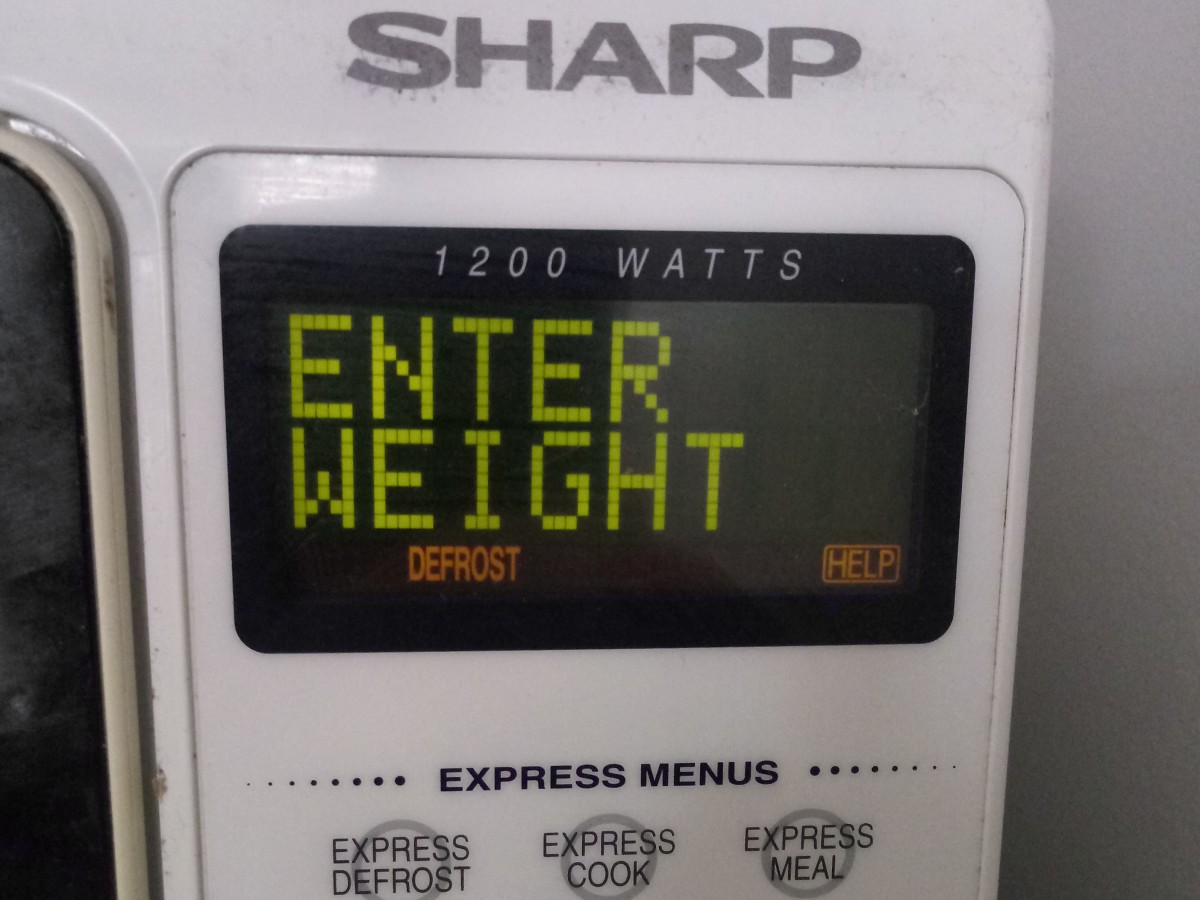 SHARP
1200 WATTS
ENTER
WEIGHT
DEFROST HELP
EXPRESS MENUS
EXPRESS DEFROST
EXPRESS COOK
EXPRESS MEAL